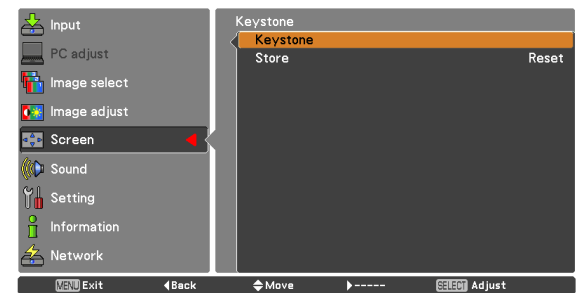 Input
PC adjust
Image select
Image adjust
Screen
Sound
Setting
Information
Network
Keystone
Keystone
Store Reset
MENU Exit Back Move ----- SELECT Adjust